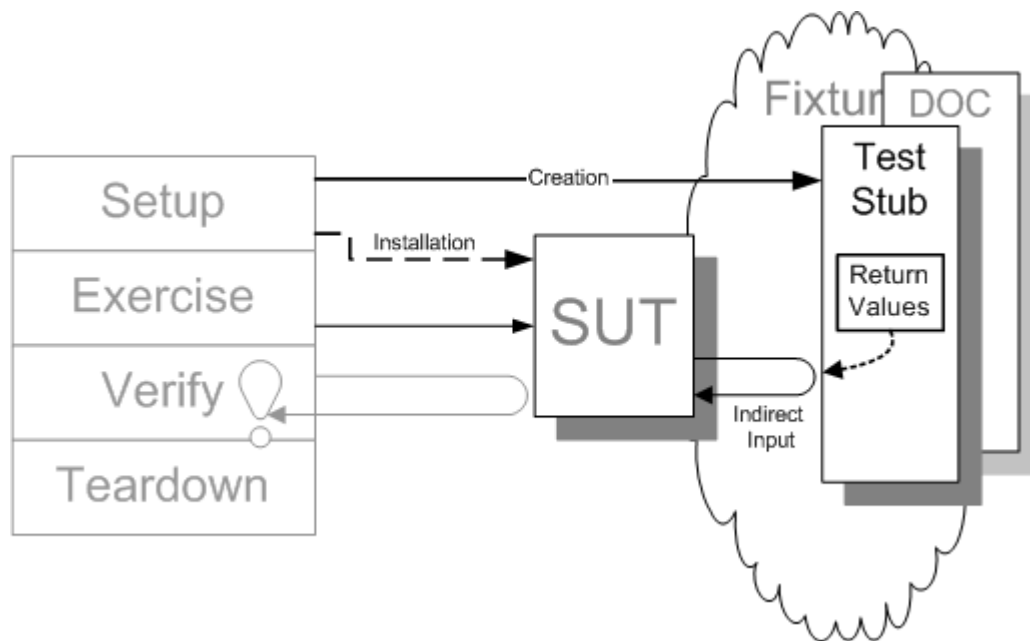 Fixtur
DOC
Test
Stub
Creation
Setup
Installation
Return
Values
Exercise
SUT
Verify
Indirect
Input
Teardown